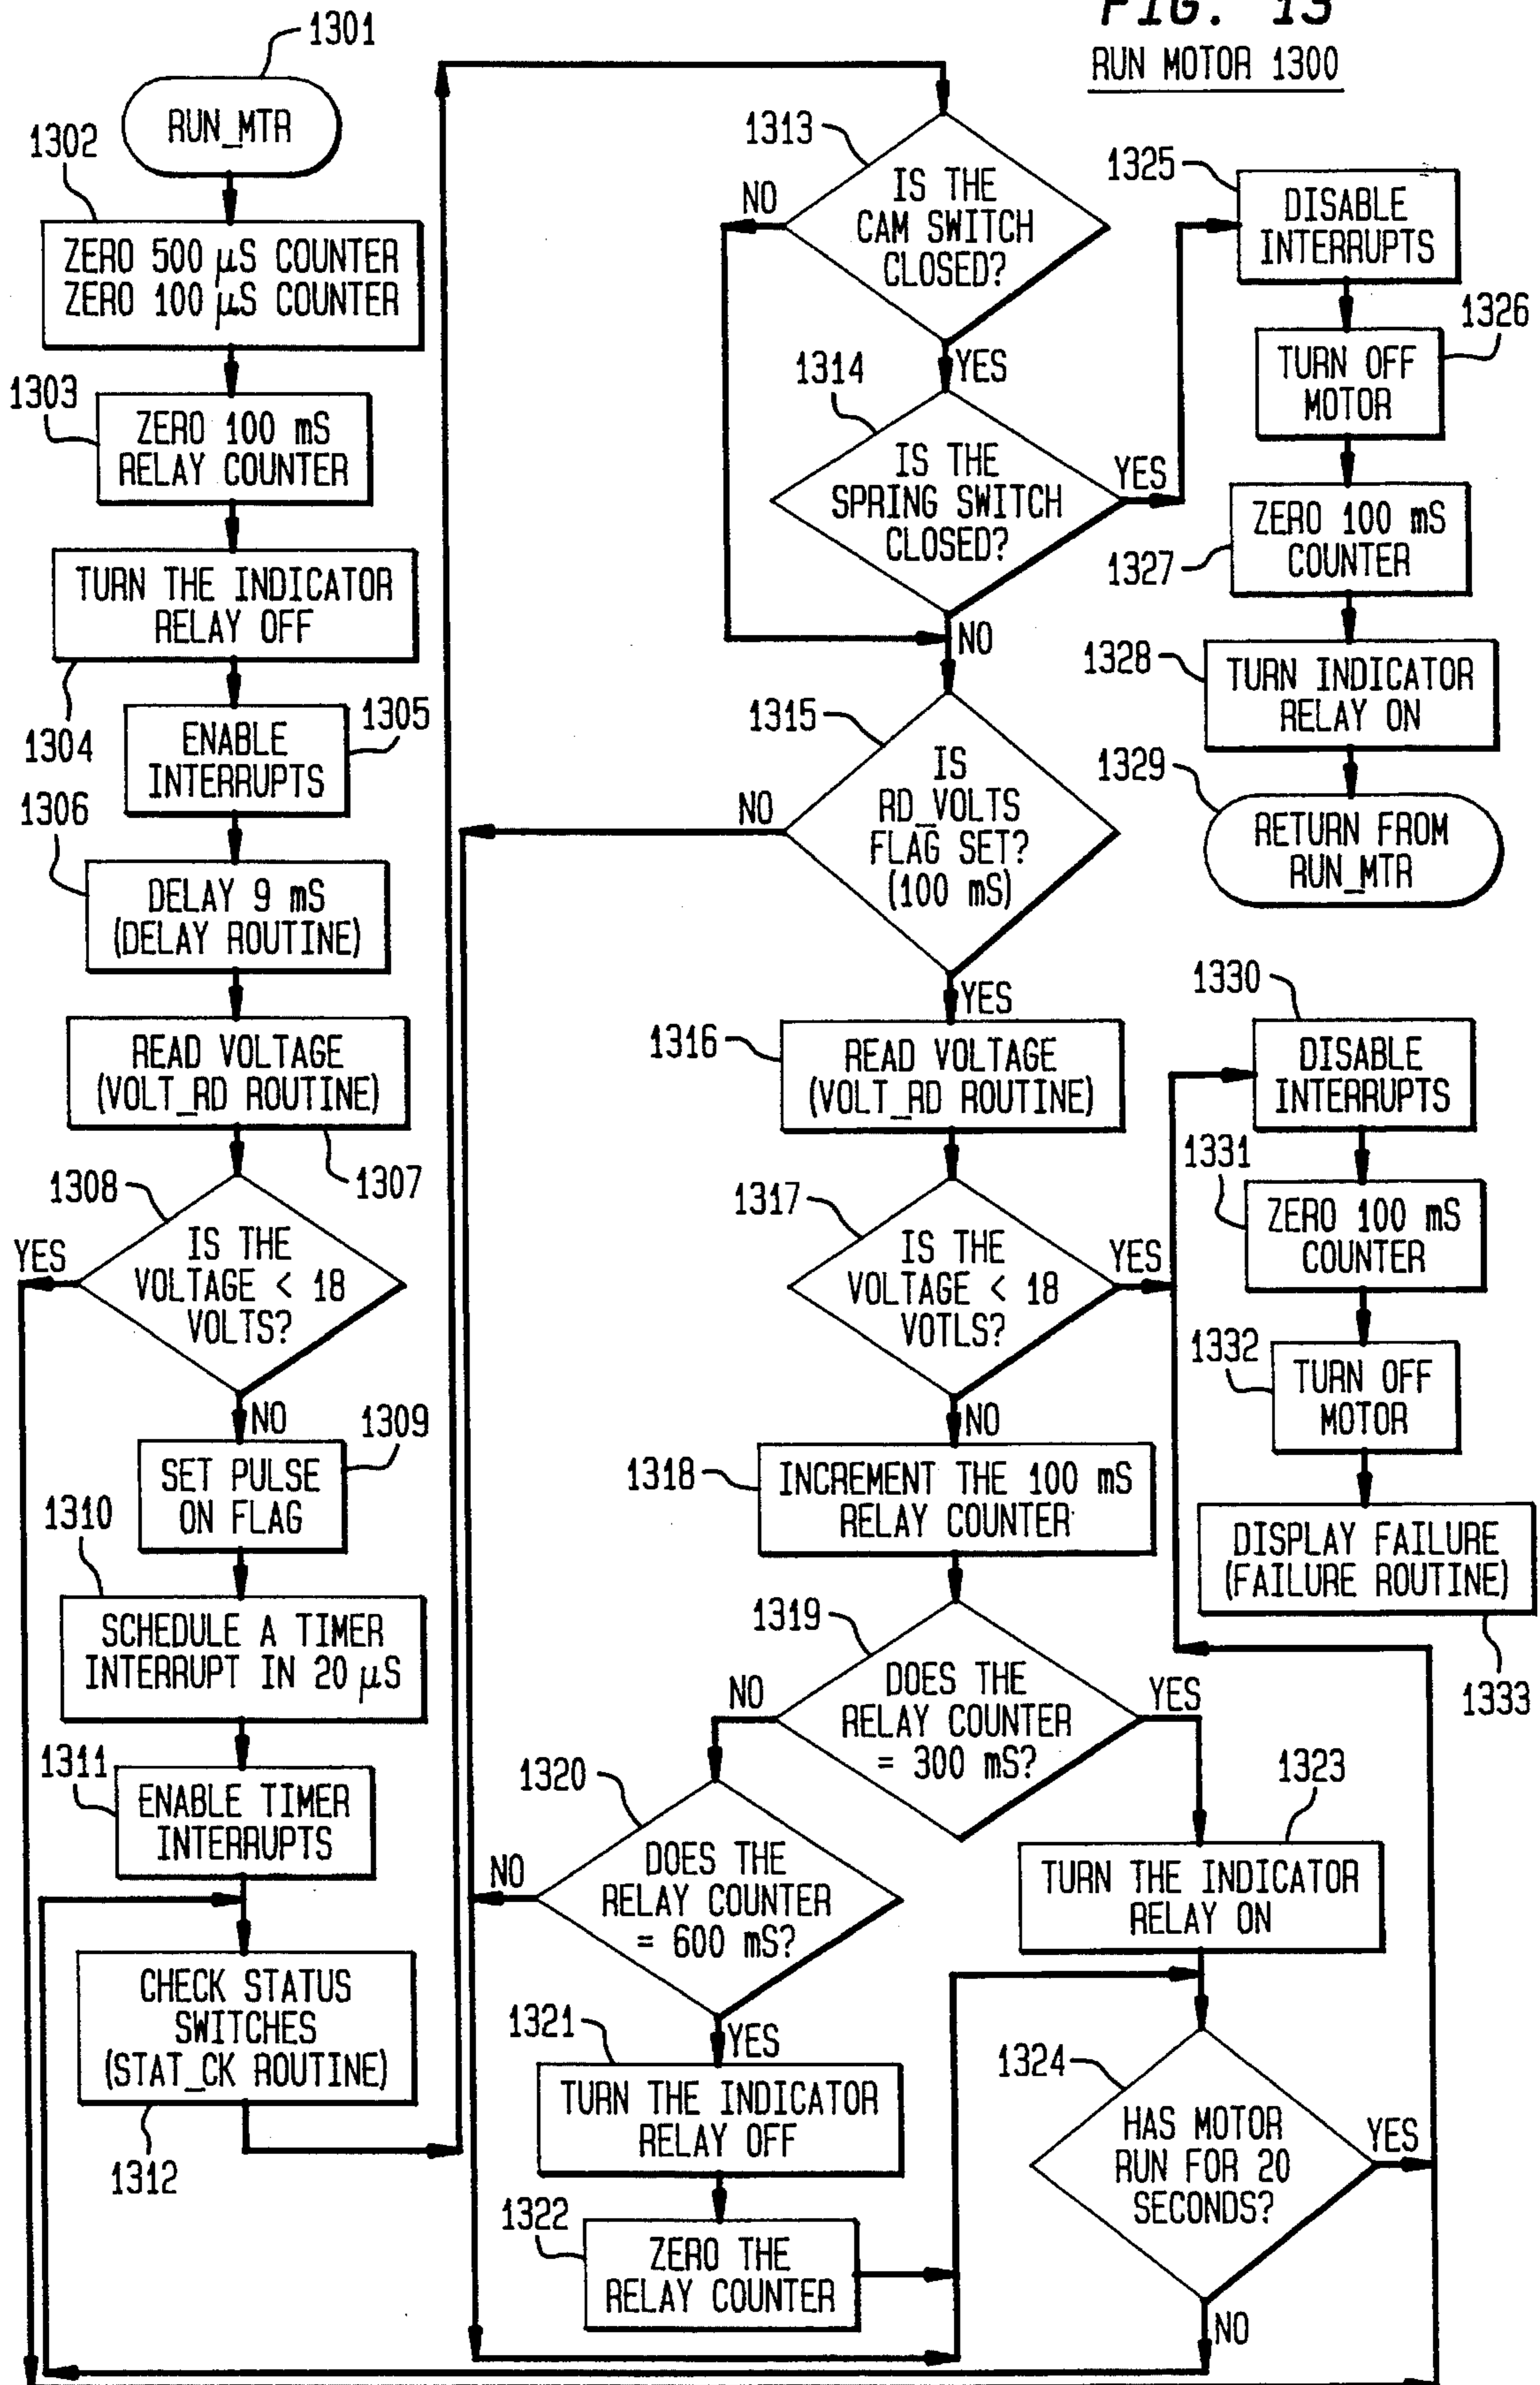 FIG. 13
RUN MOTOR 1300
1301
RUN_MTR
1302
ZERO 500 μS COUNTER
ZERO 100 μS COUNTER
1303
ZERO 100 mS
RELAY COUNTER
TURN THE INDICATOR
RELAY OFF
1304
1305
ENABLE
INTERRUPTS
1306
DELAY 9 mS
(DELAY ROUTINE)
READ VOLTAGE
(VOLT_RD ROUTINE)
1307
1308
IS THE
VOLTAGE < 18
VOLTS?
YES
NO
1309
SET PULSE
ON FLAG
1310
SCHEDULE A TIMER
INTERRUPT IN 20 μS
1311
ENABLE TIMER
INTERRUPTS
CHECK STATUS
SWITCHES
(STAT_CK ROUTINE)
1312
1313
IS THE
CAM SWITCH
CLOSED?
NO
YES
1314
IS THE
SPRING SWITCH
CLOSED?
YES
NO
1315
IS
RD_VOLTS
FLAG SET?
(100 mS)
NO
YES
1316
READ VOLTAGE
(VOLT_RD ROUTINE)
1317
IS THE
VOLTAGE < 18
VOTLS?
YES
NO
1318
INCREMENT THE 100 mS
RELAY COUNTER
1319
DOES THE
RELAY COUNTER
= 300 mS?
NO
YES
1320
DOES THE
RELAY COUNTER
= 600 mS?
NO
YES
1321
TURN THE INDICATOR
RELAY OFF
1322
ZERO THE
RELAY COUNTER
1323
TURN THE INDICATOR
RELAY ON
1324
HAS MOTOR
RUN FOR 20
SECONDS?
YES
NO
1325
DISABLE
INTERRUPTS
1326
TURN OFF
MOTOR
1327
ZERO 100 mS
COUNTER
1328
TURN INDICATOR
RELAY ON
1329
RETURN FROM
RUN_MTR
1330
DISABLE
INTERRUPTS
1331
ZERO 100 mS
COUNTER
1332
TURN OFF
MOTOR
DISPLAY FAILURE
(FAILURE ROUTINE)
1333